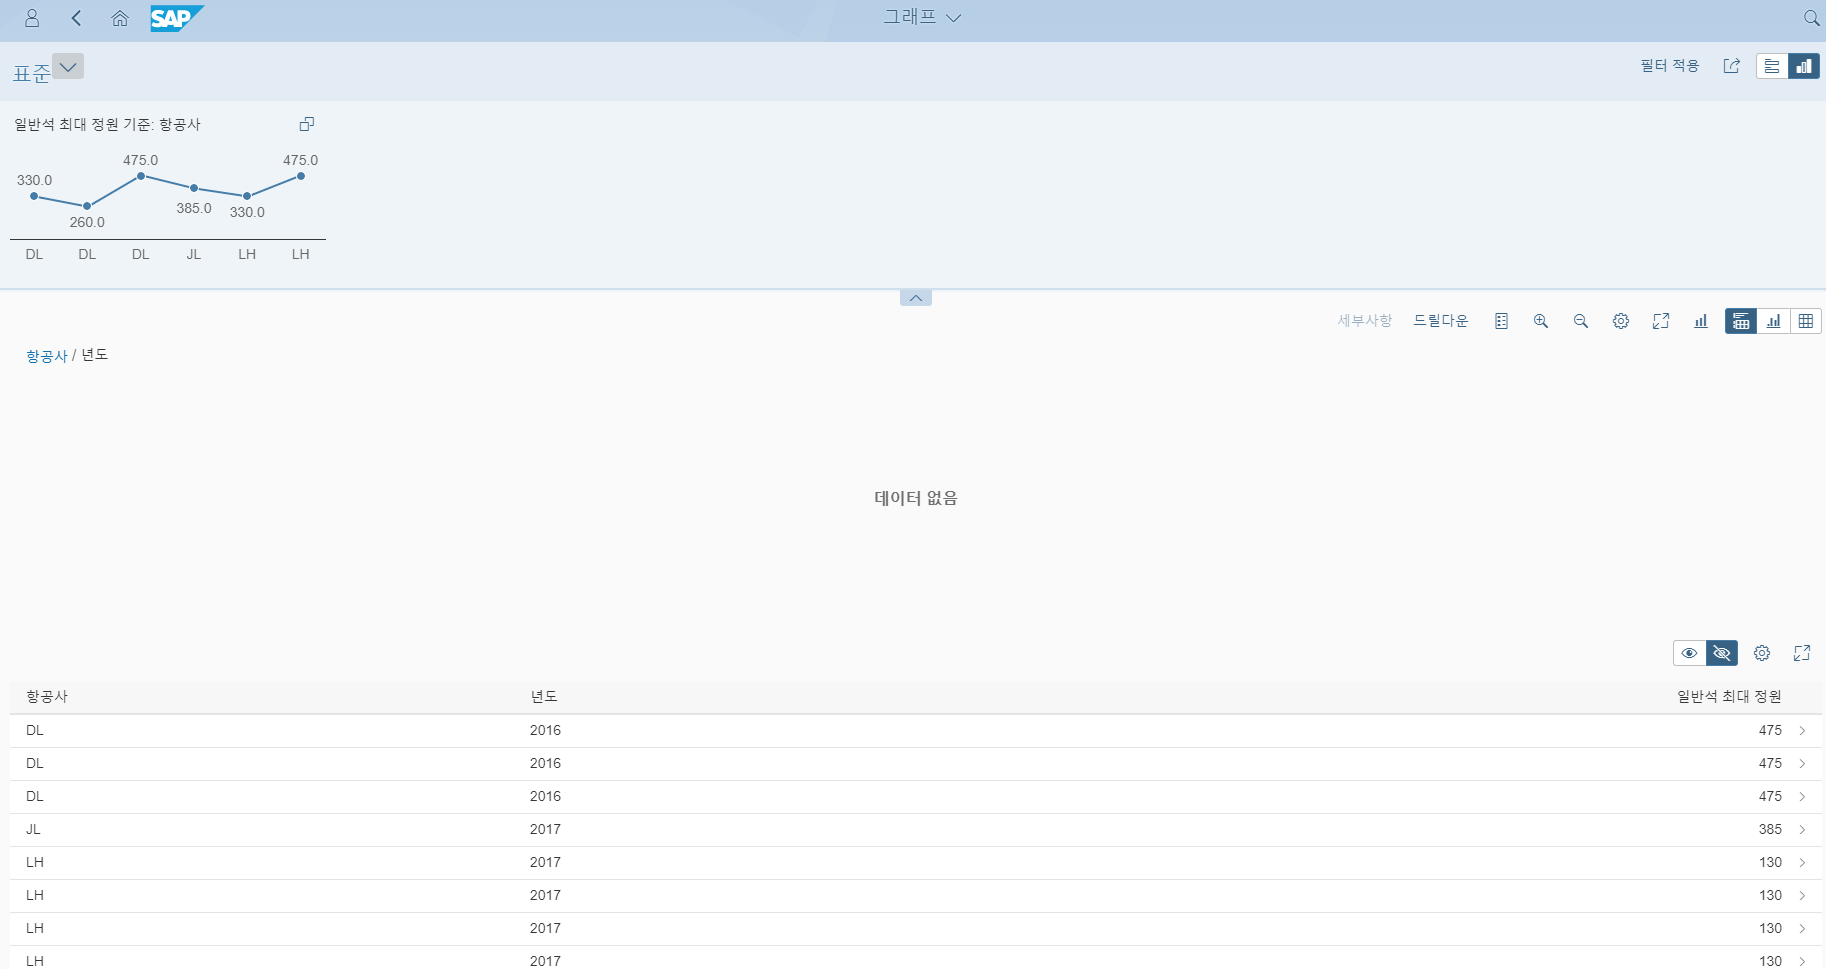 SAP
그래프
표준
필터 적용
일반석 최대 정원 기준: 항공사
475.0 475.0
330.0
385.0 330.0
260.0
DL DL DL JL LH LH
세부사항 드릴다운
항공사 / 년도
데이터 없음
항공사 년도 일반석 최대 정원
DL 2016 475
DL 2016 475
DL 2016 475
JL 2017 385
LH 2017 130
LH 2017 130
LH 2017 130
LH 2017 130